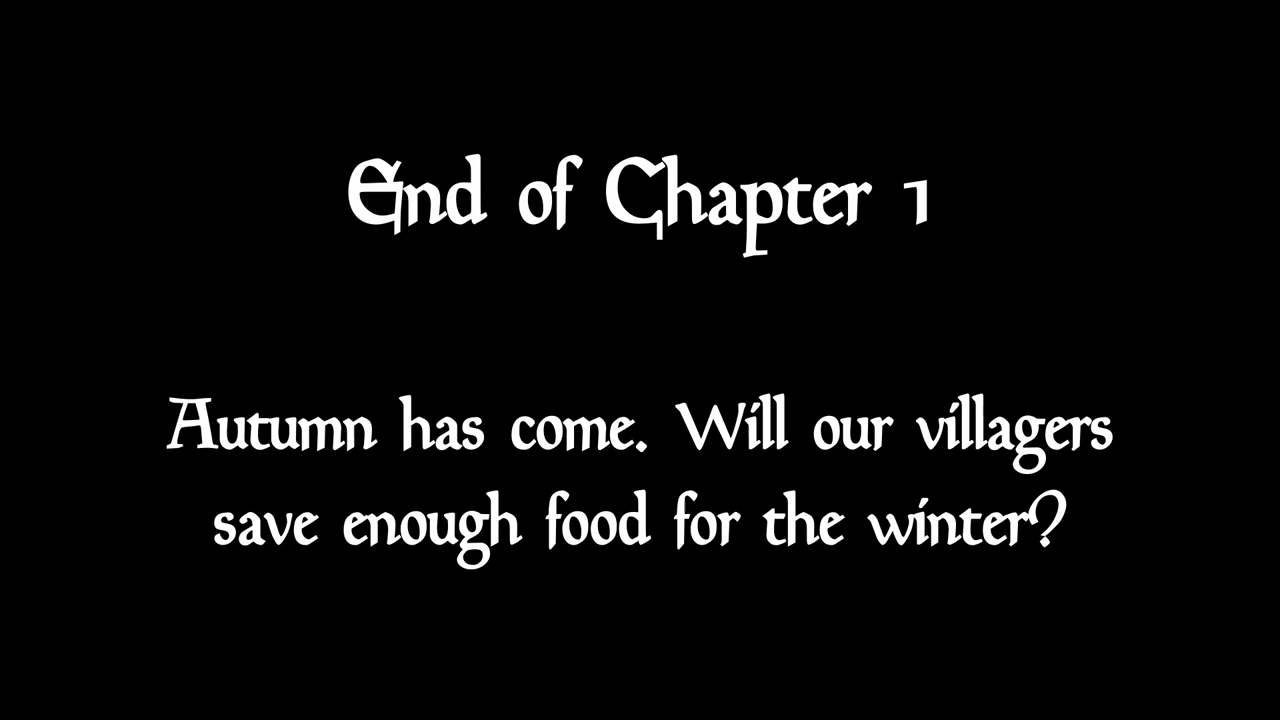 End of Chapter 1
Autumn has come. Will our villagers
save enough food for the winter?